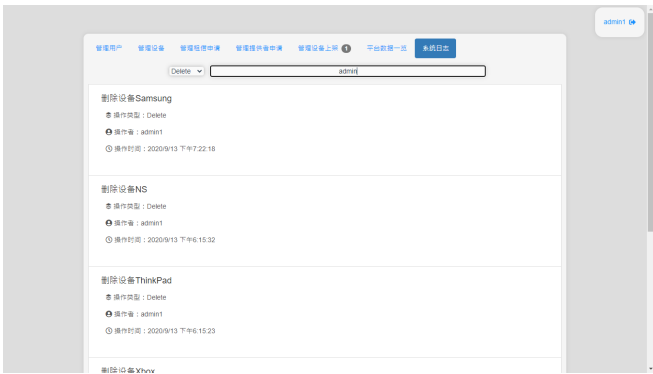 admin1
管理用户 管理设备 管理租借申请 管理提供者申请 管理设备上架 1 平台数据一览 系统日志
Delete admin
删除设备Samsung
操作类型：Delete
操作者：admin1
操作时间：2020/9/13 下午7:22:18
删除设备NS
操作类型：Delete
操作者：admin1
操作时间：2020/9/13 下午6:15:32
删除设备ThinkPad
操作类型：Delete
操作者：admin1
操作时间：2020/9/13 下午6:15:23
删除设备Xbox